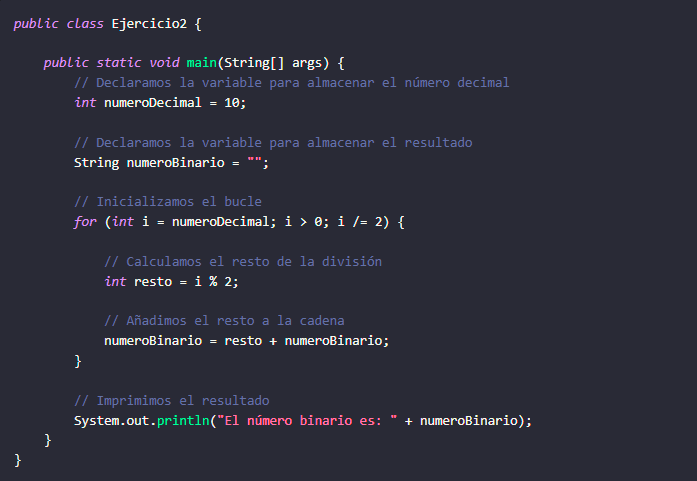 public class Ejercicio2 {
public static void main(String[] args) {
// Declaramos la variable para almacenar el número decimal
int numeroDecimal = 10;
// Declaramos la variable para almacenar el resultado
String numeroBinario = "";
// Inicializamos el bucle
for (int i = numeroDecimal; i > 0; i /= 2) {
// Calculamos el resto de la división
int resto = i % 2;
// Añadimos el resto a la cadena
numeroBinario = resto + numeroBinario;
}
// Imprimimos el resultado
System.out.println("El número binario es: " + numeroBinario);
}
}